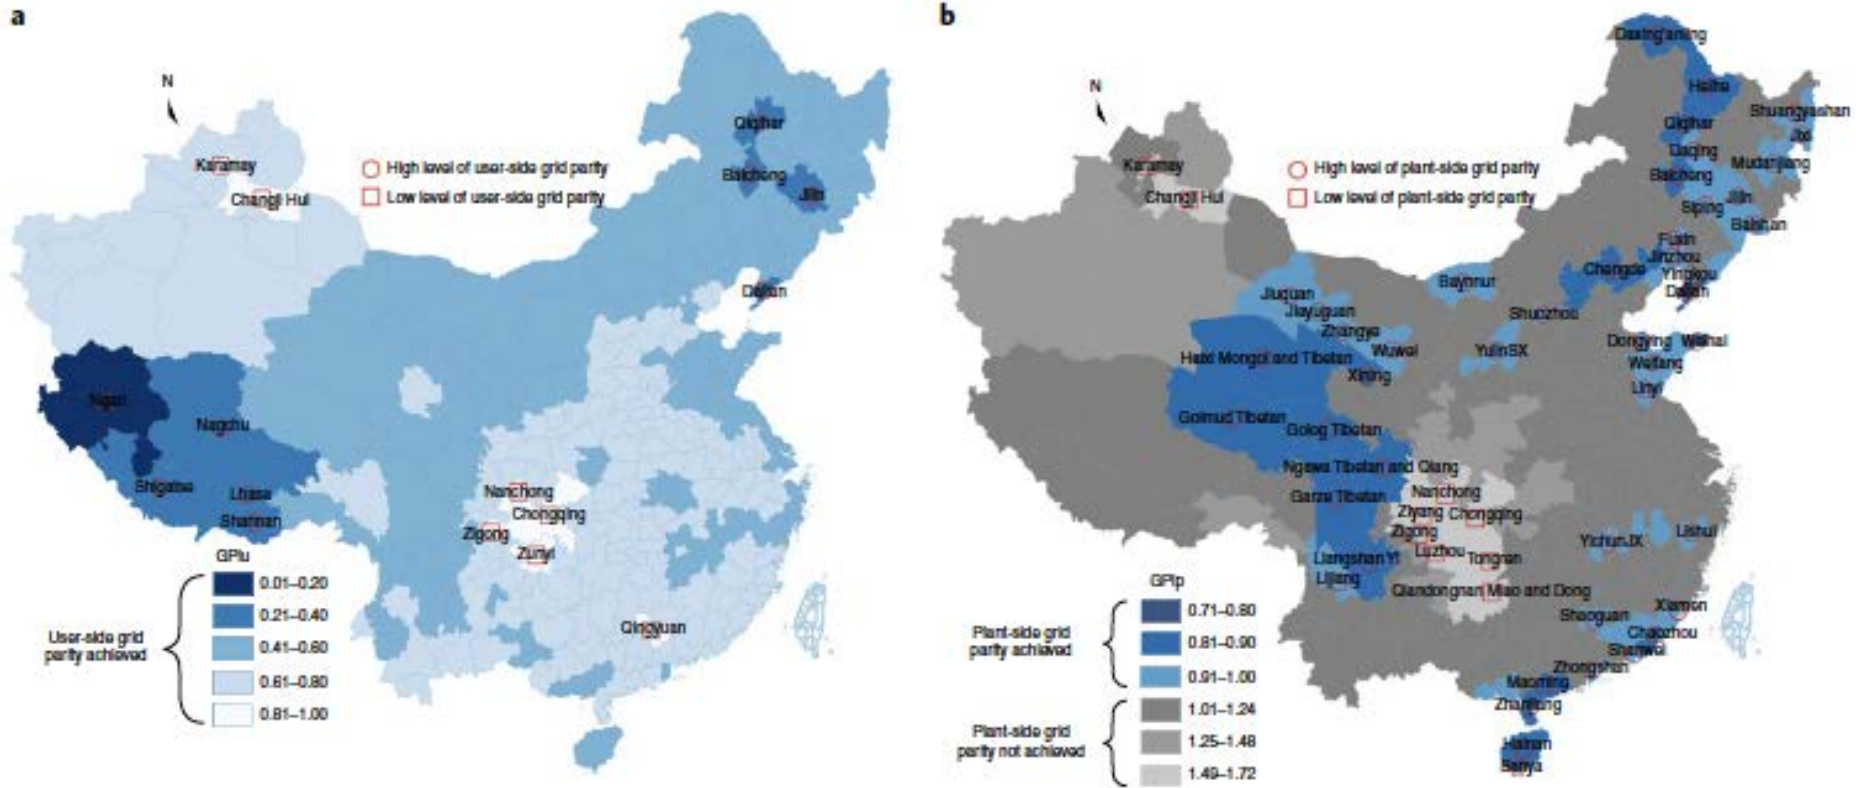 a
N
Qiqihar
Karamay
High level of user-side grid parity
Baicheng
Changji Hui
Low level of user-side grid parity
Jilin
Dalian
Ngari
Nagchu
Shigatse
Lhasa
Nanchong
Shannan
Chongqing
Zigong
Zunyi
GPIu
0.01–0.20
0.21–0.40
User-side grid
parity achieved
0.41–0.60
Qingyuan
0.61–0.80
0.81–1.00
b
N
Daxing'anling
Heihe
Shuangyashan
Qiqihar
Jixi
Daqing
Mudanjiang
Karamay
High level of plant-side grid parity
Baicheng
Changji Hui
Low level of plant-side grid parity
Jilin
Siping
Baishan
Fuxin
Jinzhou
Chengde
Yingkou
Baynnur
Dalian
Jiuquan
Jiayuguan
Shuozhou
Zhangye
Dongying
Weihai
Haixi Mongol and Tibetan
Wuwei
YulinSX
Weifang
Xining
Linyi
Golmud Tibetan
Golog Tibetan
Ngawa Tibetan and Qiang
Garze Tibetan
Nanchong
Ziyang
Chongqing
Zigong
YichunJX
Lishui
Luzhou
Liangshan Yi
Tongren
Lijiang
Qiandongnan Miao and Dong
Xiamen
Shaoguan
Chaozhou
Shanwei
Zhongshan
Maoming
Zhanjiang
Hainan
Sanya
GPIp
Plant-side grid
parity achieved
0.71–0.80
0.81–0.90
0.91–1.00
Plant-side grid
parity not achieved
1.01–1.24
1.25–1.48
1.49–1.72